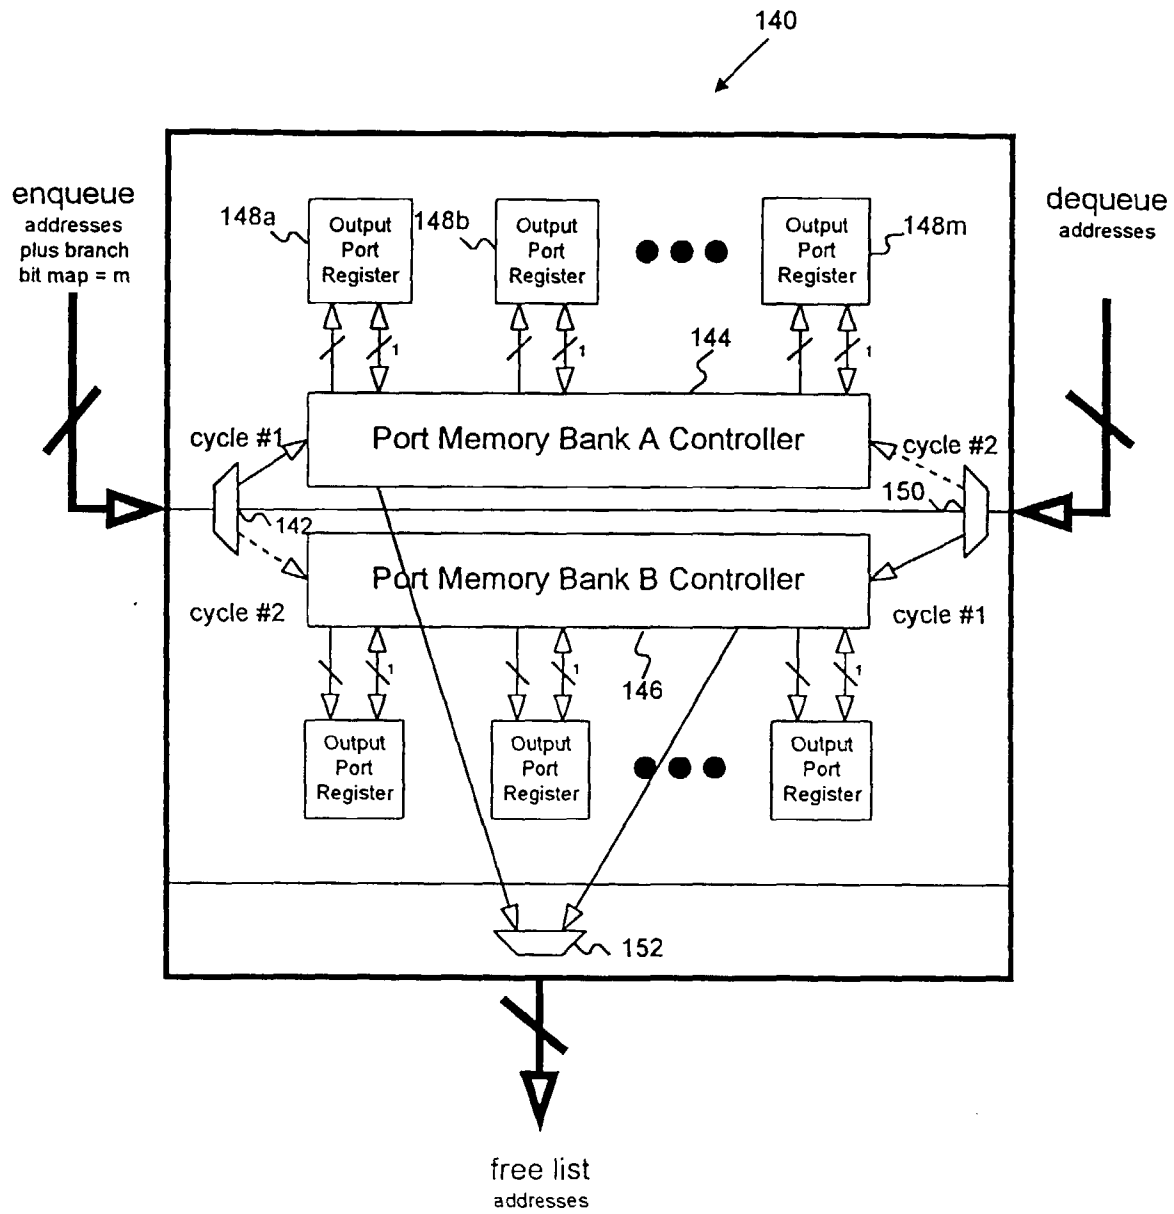 140
enqueue
addresses
plus branch
bit map = m
dequeue
addresses
148a
Output
Port
Register
148b
Output
Port
Register
148m
Output
Port
Register
1
1
1
144
cycle #1
Port Memory Bank A Controller
cycle #2
142
150
cycle #2
Port Memory Bank B Controller
cycle #1
1
1
1
146
Output
Port
Register
Output
Port
Register
Output
Port
Register
152
free list
addresses